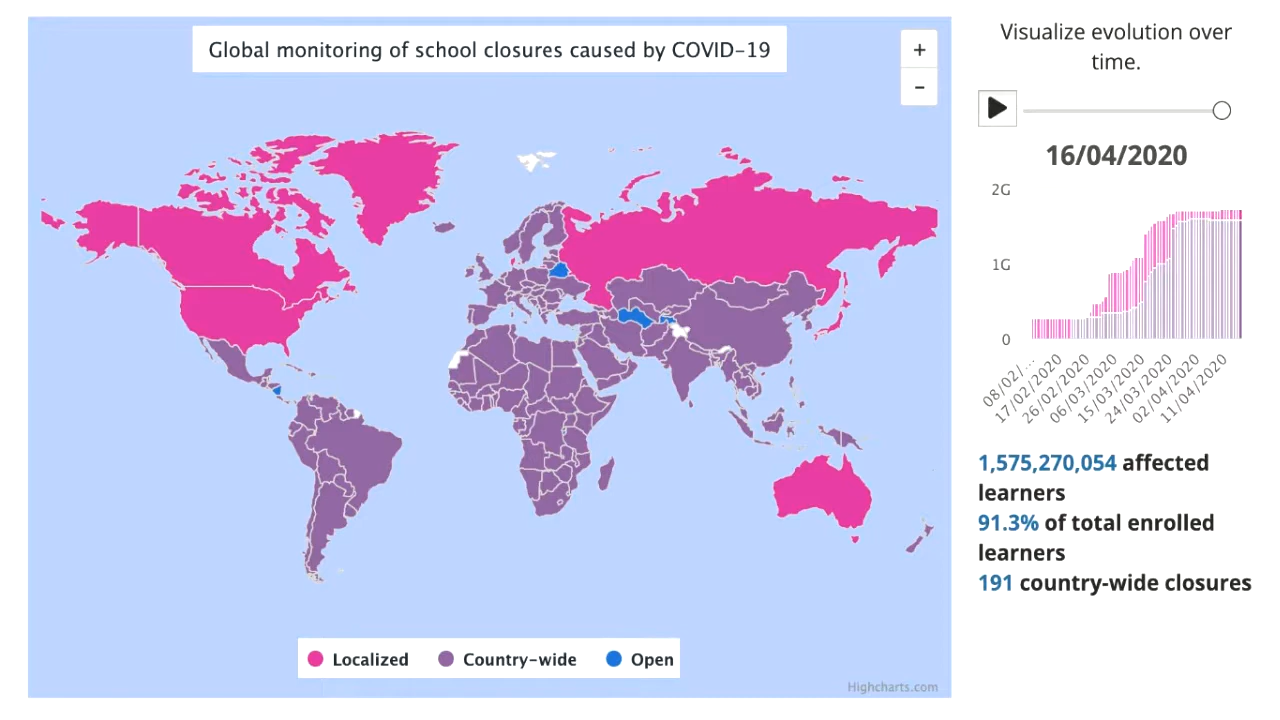 Global monitoring of school closures caused by COVID-19
+
-
Localized
Country-wide
Open
Highcharts.com
Visualize evolution over
time.
16/04/2020
2G
1G
0
08/02/...
17/02/2020
26/02/2020
06/03/2020
15/03/2020
24/03/2020
02/04/2020
11/04/2020
1,575,270,054 affected
learners
91.3% of total enrolled
learners
191 country-wide closures